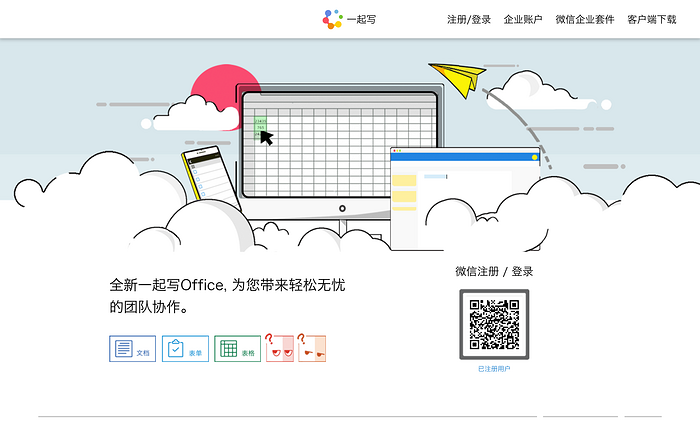 一起写
注册/登录 企业账户 微信企业套件 客户端下载
全新一起写Office, 为您带来轻松无忧
的团队协作。
微信注册 / 登录
文档 表单 表格
已注册用户